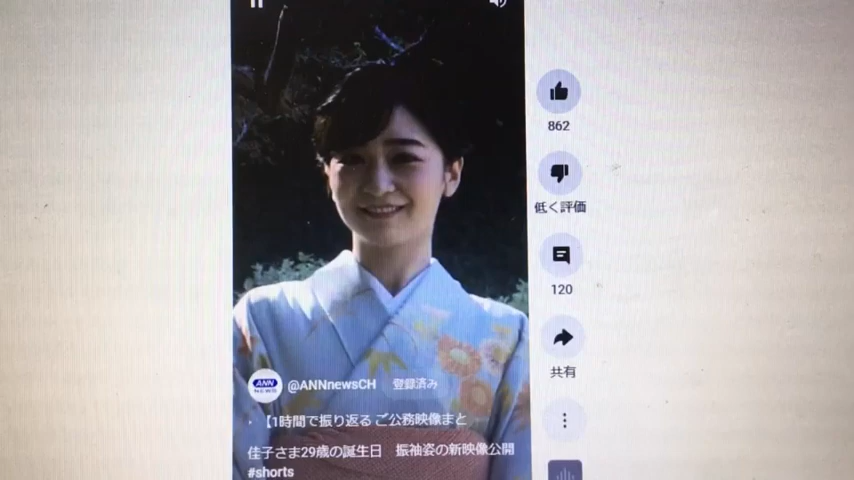 862
低く評価
120
共有
ANN
@ANNnewsCH 登録済み
【1時間で振り返る ご公務映像まと
佳子さま29歳の誕生日 振袖姿の新映像公開
#shorts